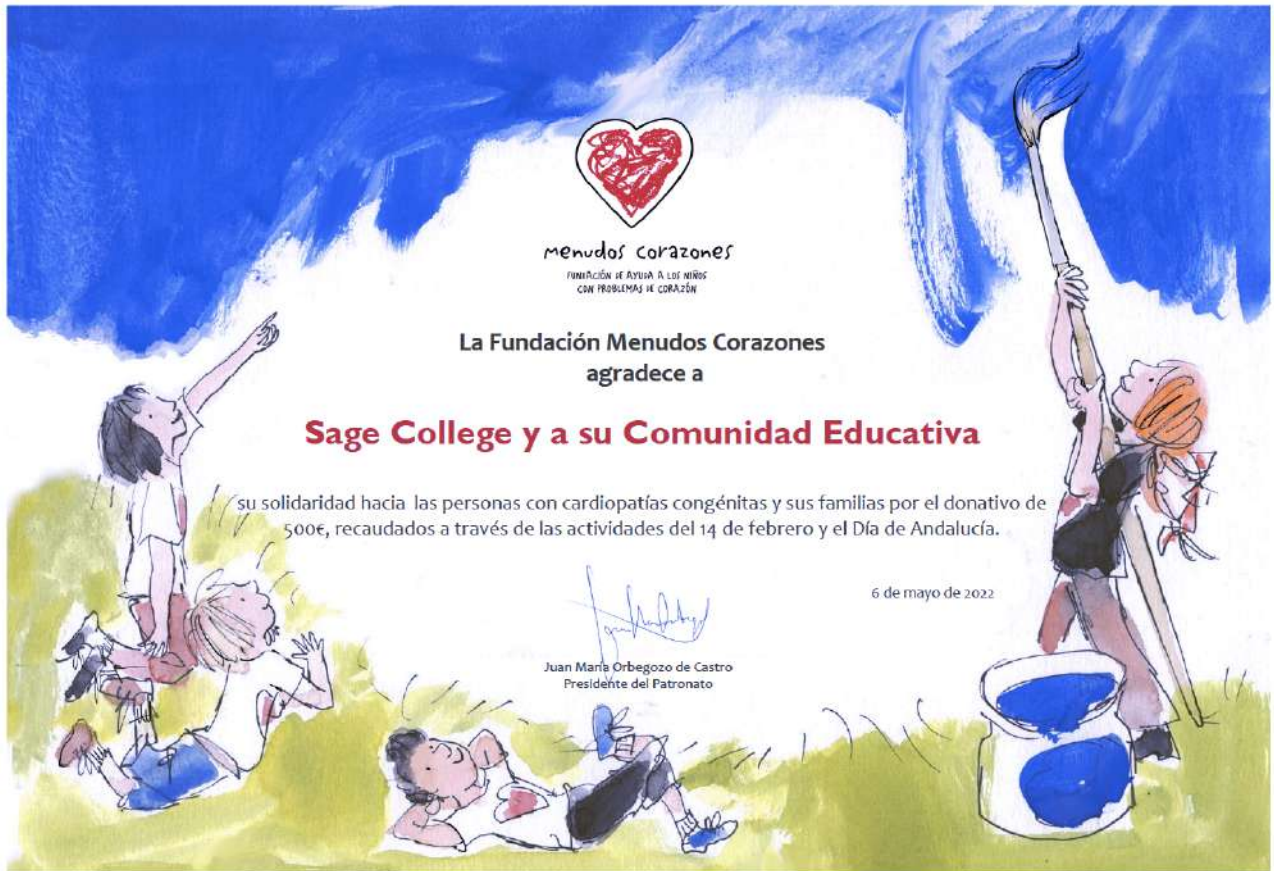 menudos corazones
FUNDACIÓN DE AYUDA A LOS NIÑOS
CON PROBLEMAS DE CORAZÓN
La Fundación Menudos Corazones
agradece a
Sage College y a su Comunidad Educativa
su solidaridad hacia las personas con cardiopatías congénitas y sus familias por el donativo de
500€, recaudados a través de las actividades del 14 de febrero y el Día de Andalucía.
6 de mayo de 2022
Juan María Orbegozo de Castro
Presidente del Patronato